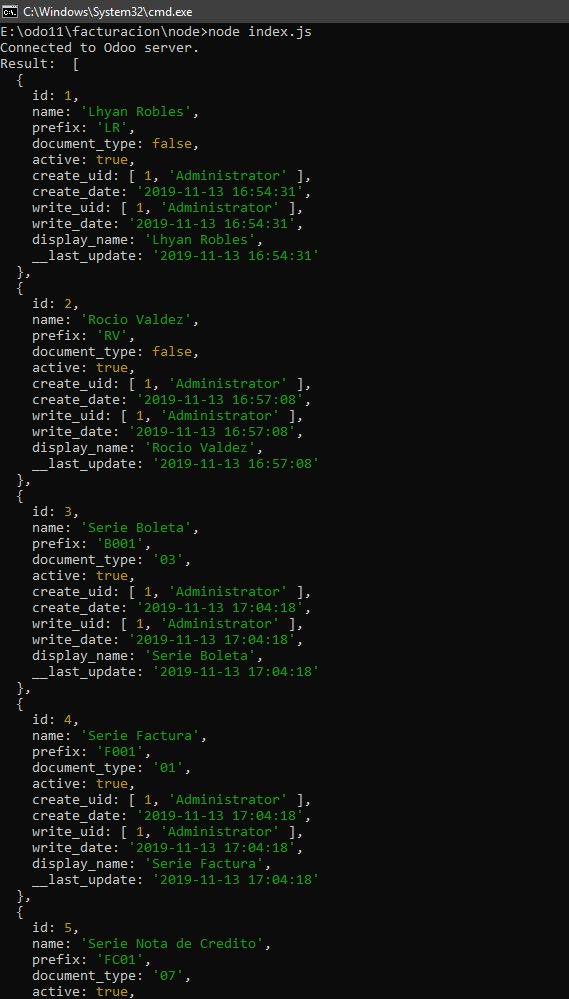 C:\Windows\System32\cmd.exe
E:\odo11\facturacion\node>node index.js
Connected to Odoo server.
Result:  [
  {
    id: 1,
    name: 'Lhyan Robles',
    prefix: 'LR',
    document_type: false,
    active: true,
    create_uid: [ 1, 'Administrator' ],
    create_date: '2019-11-13 16:54:31',
    write_uid: [ 1, 'Administrator' ],
    write_date: '2019-11-13 16:54:31',
    display_name: 'Lhyan Robles',
    __last_update: '2019-11-13 16:54:31'
  },
  {
    id: 2,
    name: 'Rocio Valdez',
    prefix: 'RV',
    document_type: false,
    active: true,
    create_uid: [ 1, 'Administrator' ],
    create_date: '2019-11-13 16:57:08',
    write_uid: [ 1, 'Administrator' ],
    write_date: '2019-11-13 16:57:08',
    display_name: 'Rocio Valdez',
    __last_update: '2019-11-13 16:57:08'
  },
  {
    id: 3,
    name: 'Serie Boleta',
    prefix: 'B001',
    document_type: '03',
    active: true,
    create_uid: [ 1, 'Administrator' ],
    create_date: '2019-11-13 17:04:18',
    write_uid: [ 1, 'Administrator' ],
    write_date: '2019-11-13 17:04:18',
    display_name: 'Serie Boleta',
    __last_update: '2019-11-13 17:04:18'
  },
  {
    id: 4,
    name: 'Serie Factura',
    prefix: 'F001',
    document_type: '01',
    active: true,
    create_uid: [ 1, 'Administrator' ],
    create_date: '2019-11-13 17:04:18',
    write_uid: [ 1, 'Administrator' ],
    write_date: '2019-11-13 17:04:18',
    display_name: 'Serie Factura',
    __last_update: '2019-11-13 17:04:18'
  },
  {
    id: 5,
    name: 'Serie Nota de Credito',
    prefix: 'FC01',
    document_type: '07',
    active: true,